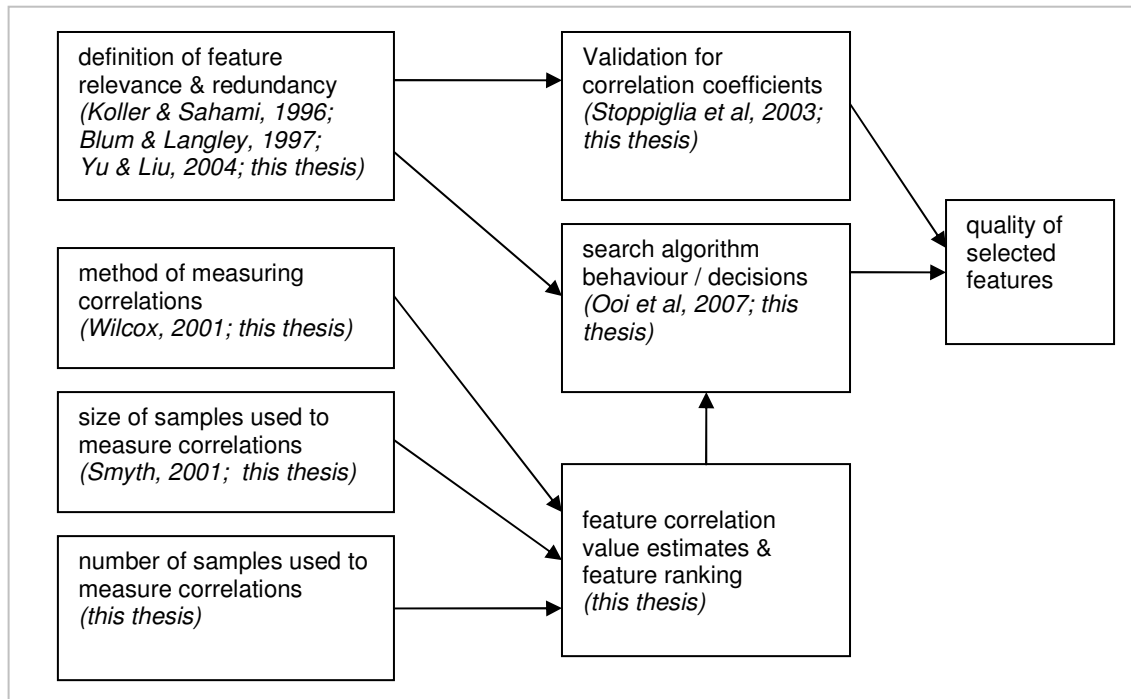 definition of feature
relevance & redundancy
(Koller & Sahami, 1996;
Blum & Langley, 1997;
Yu & Liu, 2004; this thesis)
method of measuring
correlations
(Wilcox, 2001; this thesis)
size of samples used to
measure correlations
(Smyth, 2001;  this thesis)
number of samples used to
measure correlations
(this thesis)
Validation for
correlation coefficients
(Stoppiglia et al, 2003;
this thesis)
search algorithm
behaviour / decisions
(Ooi et al, 2007; this
thesis)
feature correlation
value estimates &
feature ranking
(this thesis)
quality of
selected
features